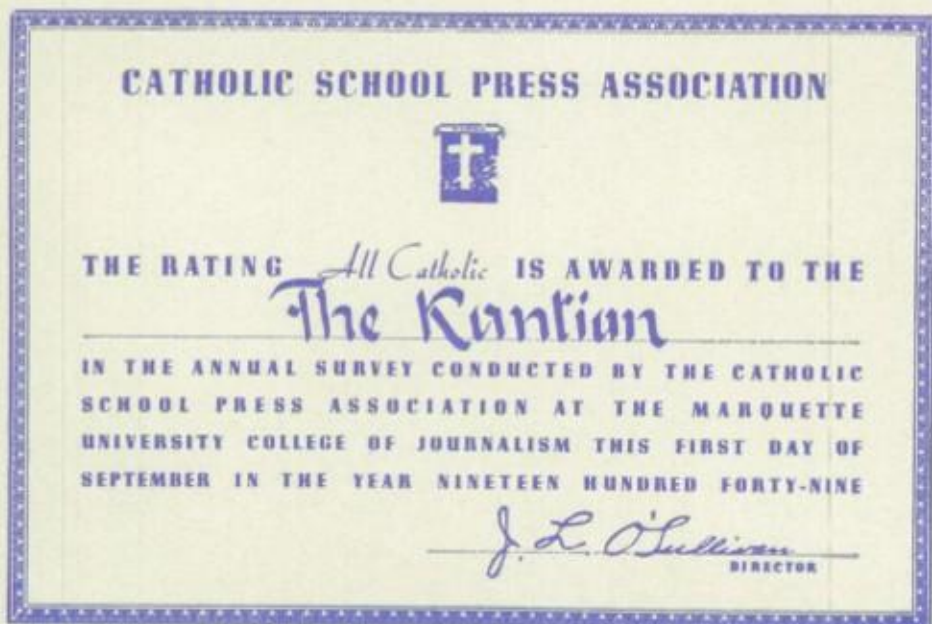 CATHOLIC SCHOOL PRESS ASSOCIATION
THE RATING All Catholic IS AWARDED TO THE
The Kantian
IN THE ANNUAL SURVEY CONDUCTED BY THE CATHOLIC
SCHOOL PRESS ASSOCIATION AT THE MARQUETTE
UNIVERSITY COLLEGE OF JOURNALISM THIS FIRST DAY OF
SEPTEMBER IN THE YEAR NINETEEN HUNDRED FORTY-NINE
J. L. O'Sullivan
DIRECTOR